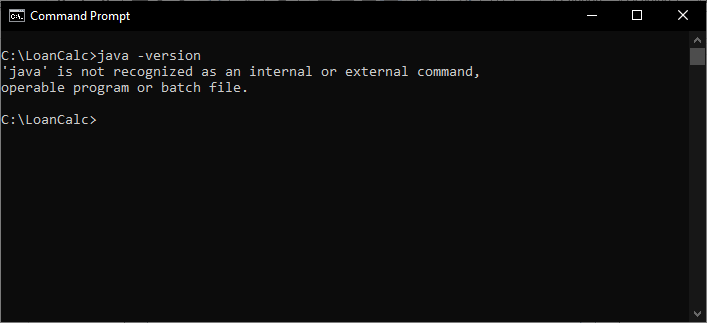 Command Prompt
C:\LoanCalc>java -version
'java' is not recognized as an internal or external command,
operable program or batch file.
C:\LoanCalc>